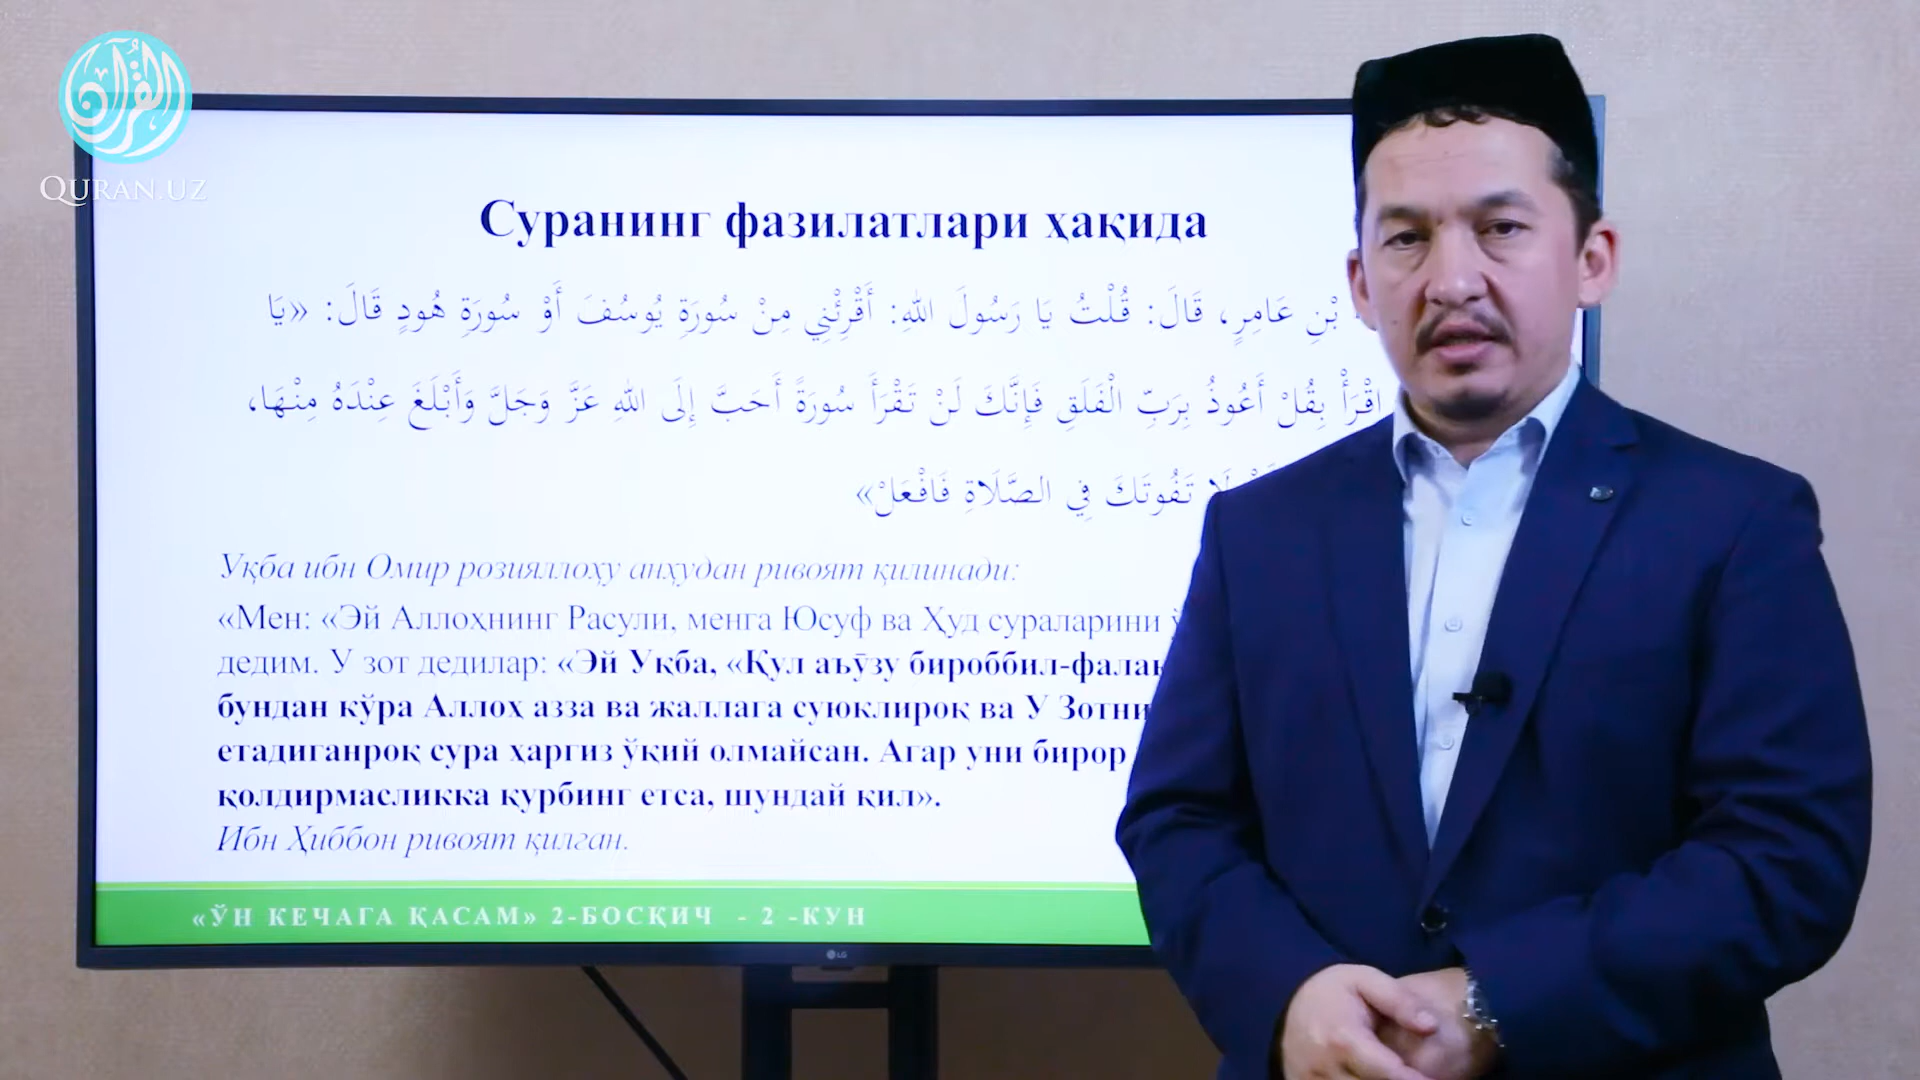 القرآن
QURAN.UZ
Суранинг фазилатлари ҳақида
بْنِ عَامِرٍ، قَالَ: قُلْتُ يَا رَسُولَ اللهِ: أَقْرِئْنِي مِنْ سُورَةِ يُوسُفَ أَوْ سُورَةِ هُودٍ قَالَ: «يَا
اقْرَأْ بِقُلْ أَعُوذُ بِرَبِّ الْفَلَقِ فَإِنَّكَ لَنْ تَقْرَأَ سُورَةً أَحَبَّ إِلَى اللهِ عَزَّ وَجَلَّ وَأَبْلَغَ عِنْدَهُ مِنْهَا،
لَا تَفُوتَكَ فِي الصَّلَاةِ فَافْعَلْ»
Уқба ибн Омир розияллоҳу анҳудан ривоят қилинади:
«Мен: «Эй Аллоҳнинг Расули, менга Юсуф ва Ҳуд сураларини
дедим. У зот дедилар: «Эй Уқба, «Қул аъӯзу бироббил-фалақ
бундан кўра Аллоҳ азза ва жаллага суюклироқ ва У Зотни
етадиганроқ сура ҳаргиз ўқий олмайсан. Агар уни бирор
қолдирмасликка қурбинг етса, шундай қил».
Ибн Ҳиббон ривоят қилган.
«ЎН КЕЧАГА ҚАСАМ» 2-БОСҚИЧ - 2 -КУН
LG